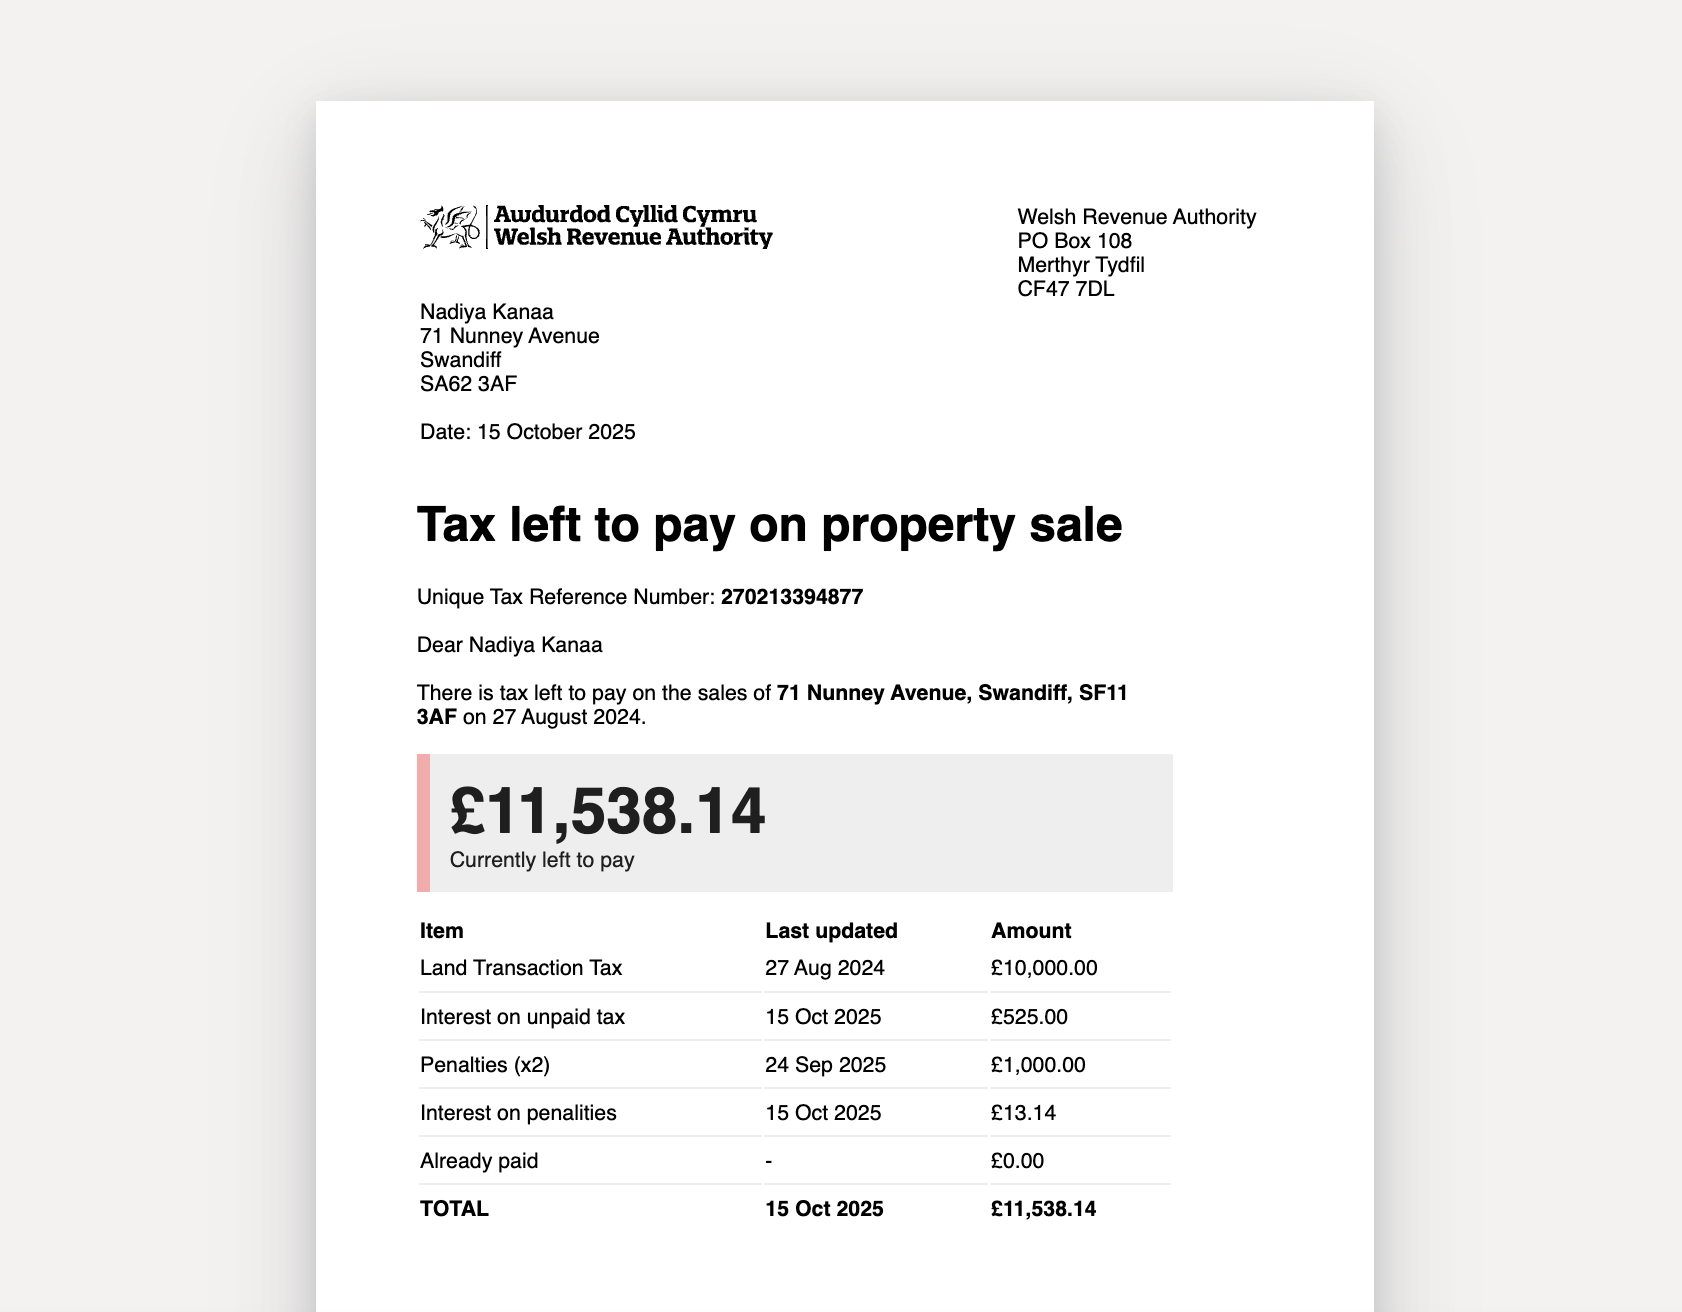 Awdurdod Cyllid Cymru
Welsh Revenue Authority
Welsh Revenue Authority
PO Box 108
Merthyr Tydfil
CF47 7DL
Nadiya Kanaa
71 Nunney Avenue
Swandiff
SA62 3AF
Date: 15 October 2025
Tax left to pay on property sale
Unique Tax Reference Number: 270213394877
Dear Nadiya Kanaa
There is tax left to pay on the sales of 71 Nunney Avenue, Swandiff, SF11
3AF on 27 August 2024.
£11,538.14
Currently left to pay
Item Last updated Amount
Land Transaction Tax 27 Aug 2024 £10,000.00
Interest on unpaid tax 15 Oct 2025 £525.00
Penalties (x2) 24 Sep 2025 £1,000.00
Interest on penalities 15 Oct 2025 £13.14
Already paid - £0.00
TOTAL 15 Oct 2025 £11,538.14